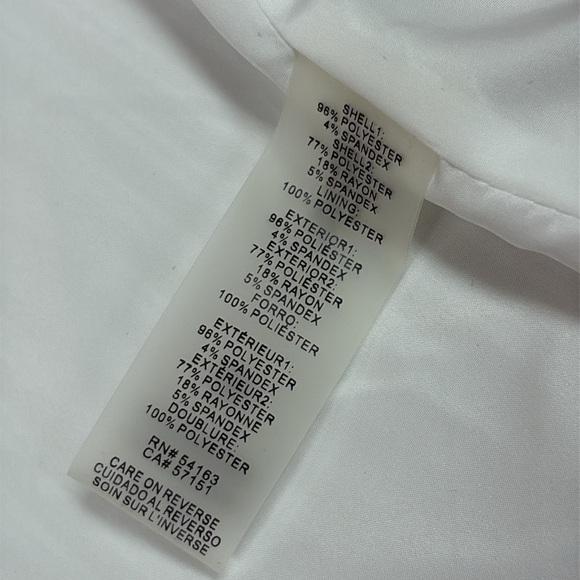 SHELL1:
96% POLYESTER
4% SPANDEX
SHELL2:
77% POLYESTER
18% RAYON
5% SPANDEX
LINING:
100% POLYESTER
EXTERIOR1:
96% POLIÉSTER
4% SPANDEX
EXTERIOR2:
77% POLIÉSTER
18% RAYON
5% SPANDEX
FORRO:
100% POLIÉSTER
EXTÉRIEUR1:
96% POLYESTER
4% SPANDEX
EXTÉRIEUR2:
77% POLYESTER
18% RAYONNE
5% SPANDEX
DOUBLURE:
100% POLYESTER
RN# 54163
CA# 57151
CARE ON REVERSE
CUIDADO AL REVERSO
SOIN SUR L'INVERSE